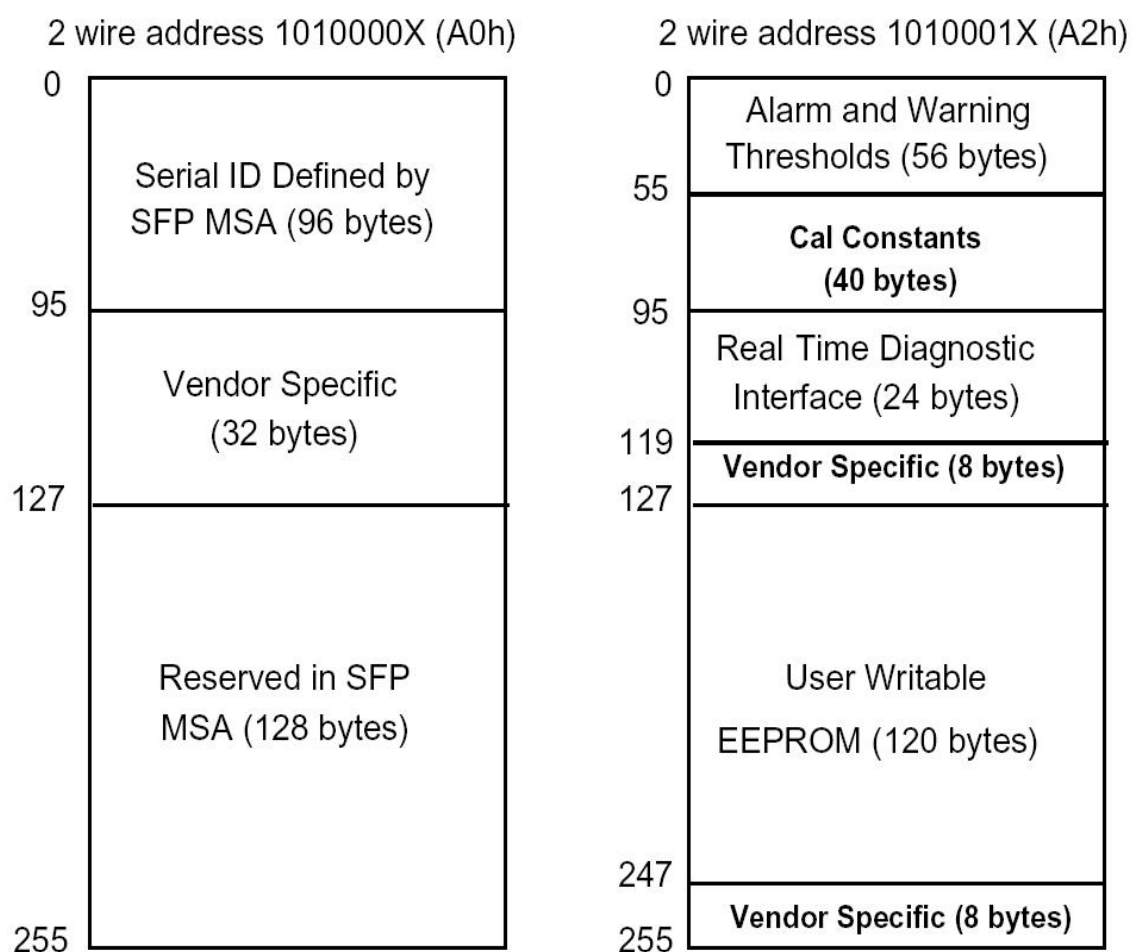 2 wire address 1010000X (A0h)
0
Serial ID Defined by
SFP MSA (96 bytes)
95
Vendor Specific
(32 bytes)
127
Reserved in SFP
MSA (128 bytes)
255
2 wire address 1010001X (A2h)
0
Alarm and Warning
Thresholds (56 bytes)
55
Cal Constants
(40 bytes)
95
Real Time Diagnostic
Interface (24 bytes)
119
Vendor Specific (8 bytes)
127
User Writable
EEPROM (120 bytes)
247
Vendor Specific (8 bytes)
255